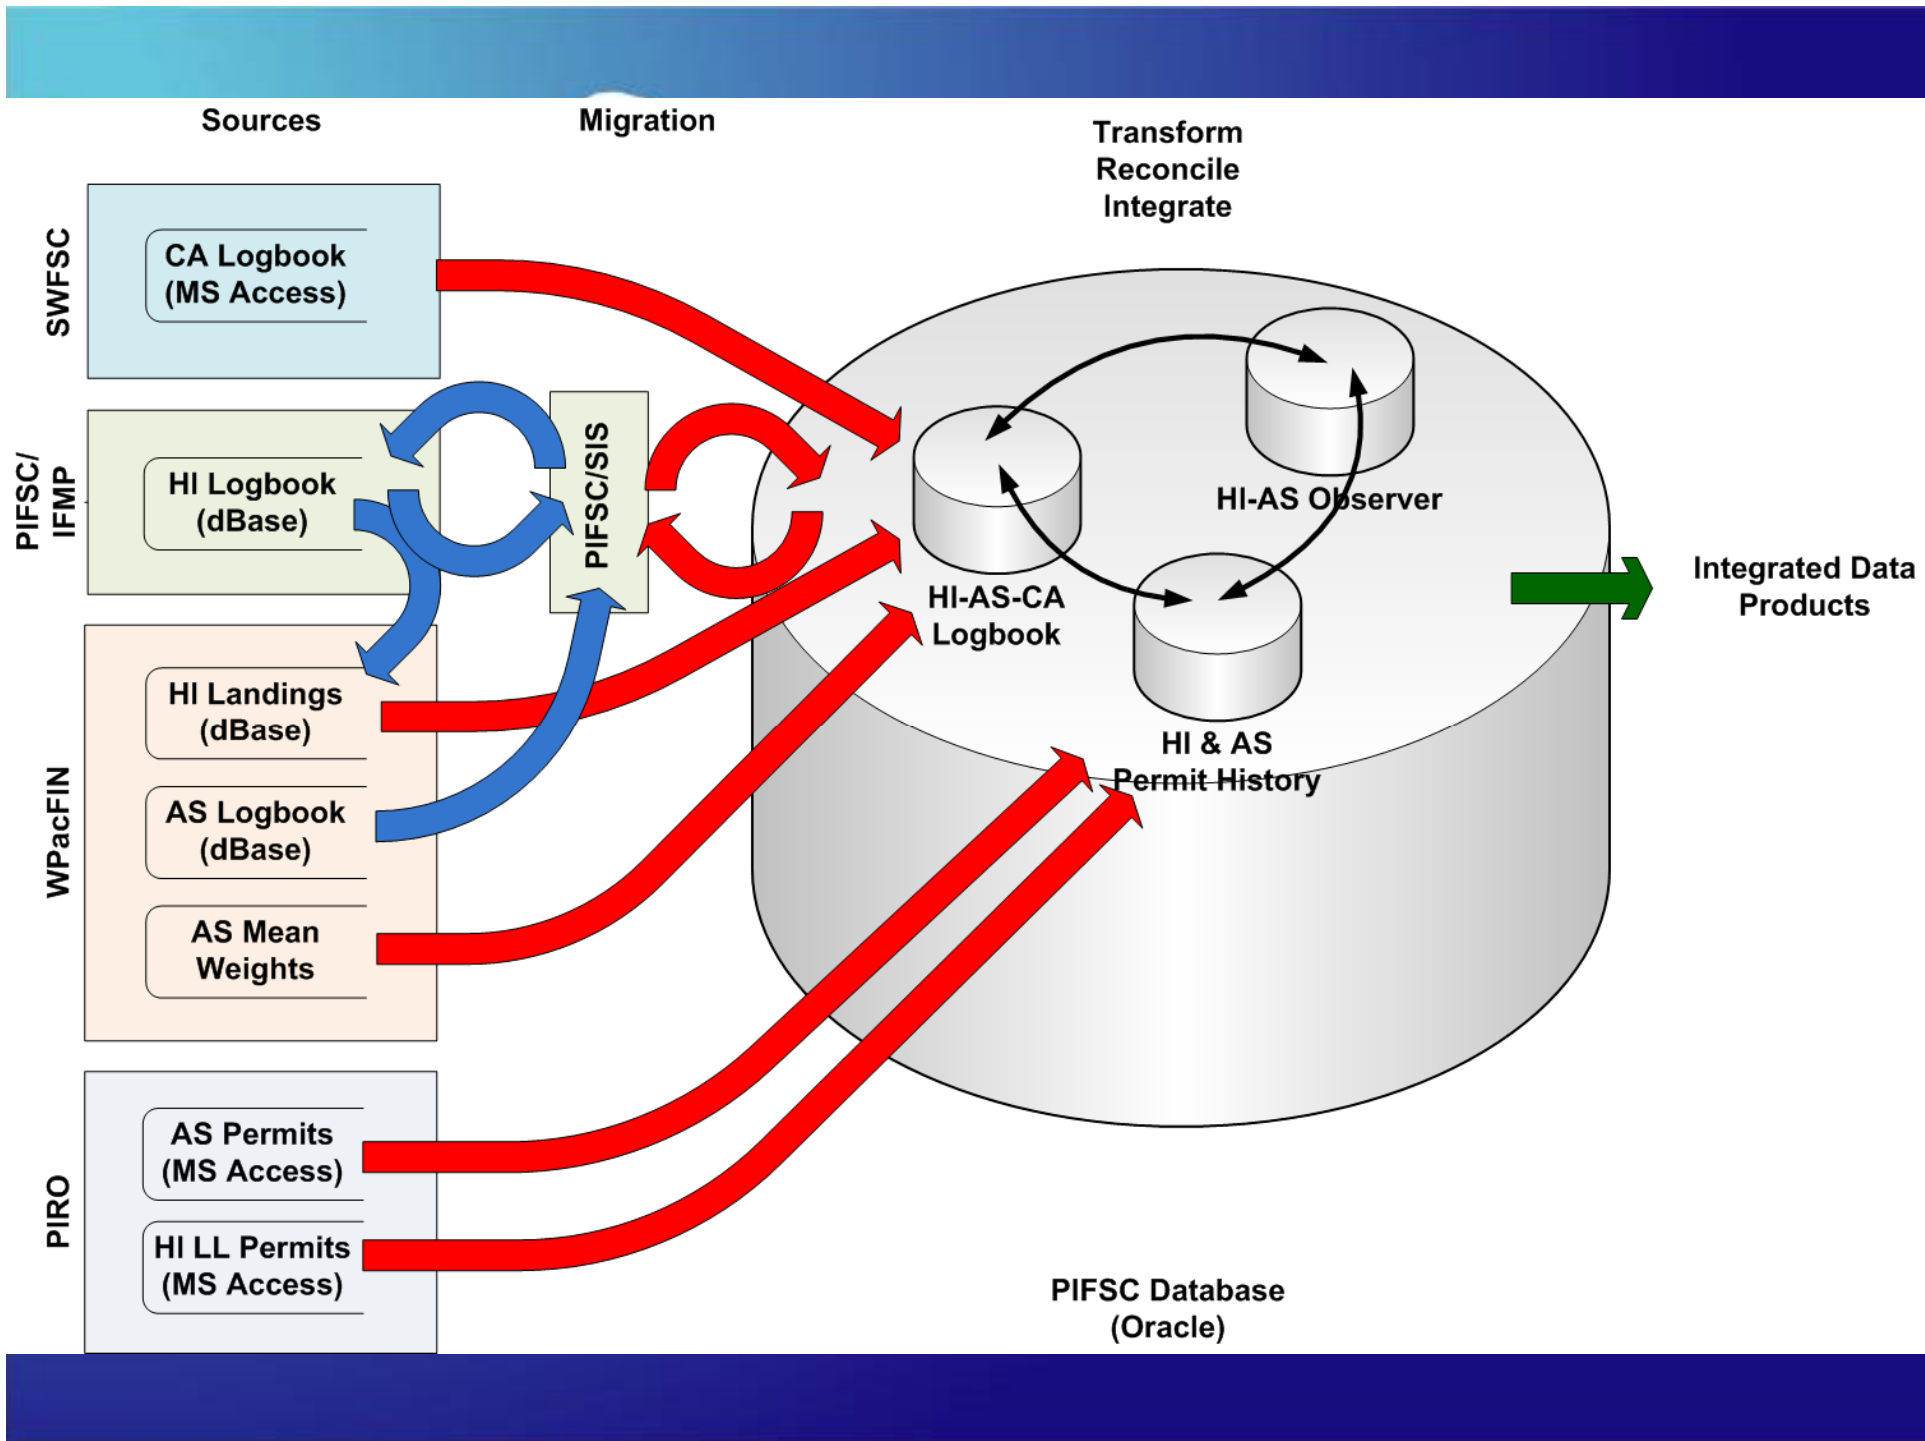 Sources
Migration
Transform
Reconcile
Integrate
SWFSC
CA Logbook
(MS Access)
PIFSC/
IFMP
HI Logbook
(dBase)
PIFSC/SIS
WPacFIN
HI Landings
(dBase)
AS Logbook
(dBase)
AS Mean
Weights
PIRO
AS Permits
(MS Access)
HI LL Permits
(MS Access)
HI-AS Observer
HI-AS-CA
Logbook
HI & AS
Permit History
Integrated Data
Products
PIFSC Database
(Oracle)